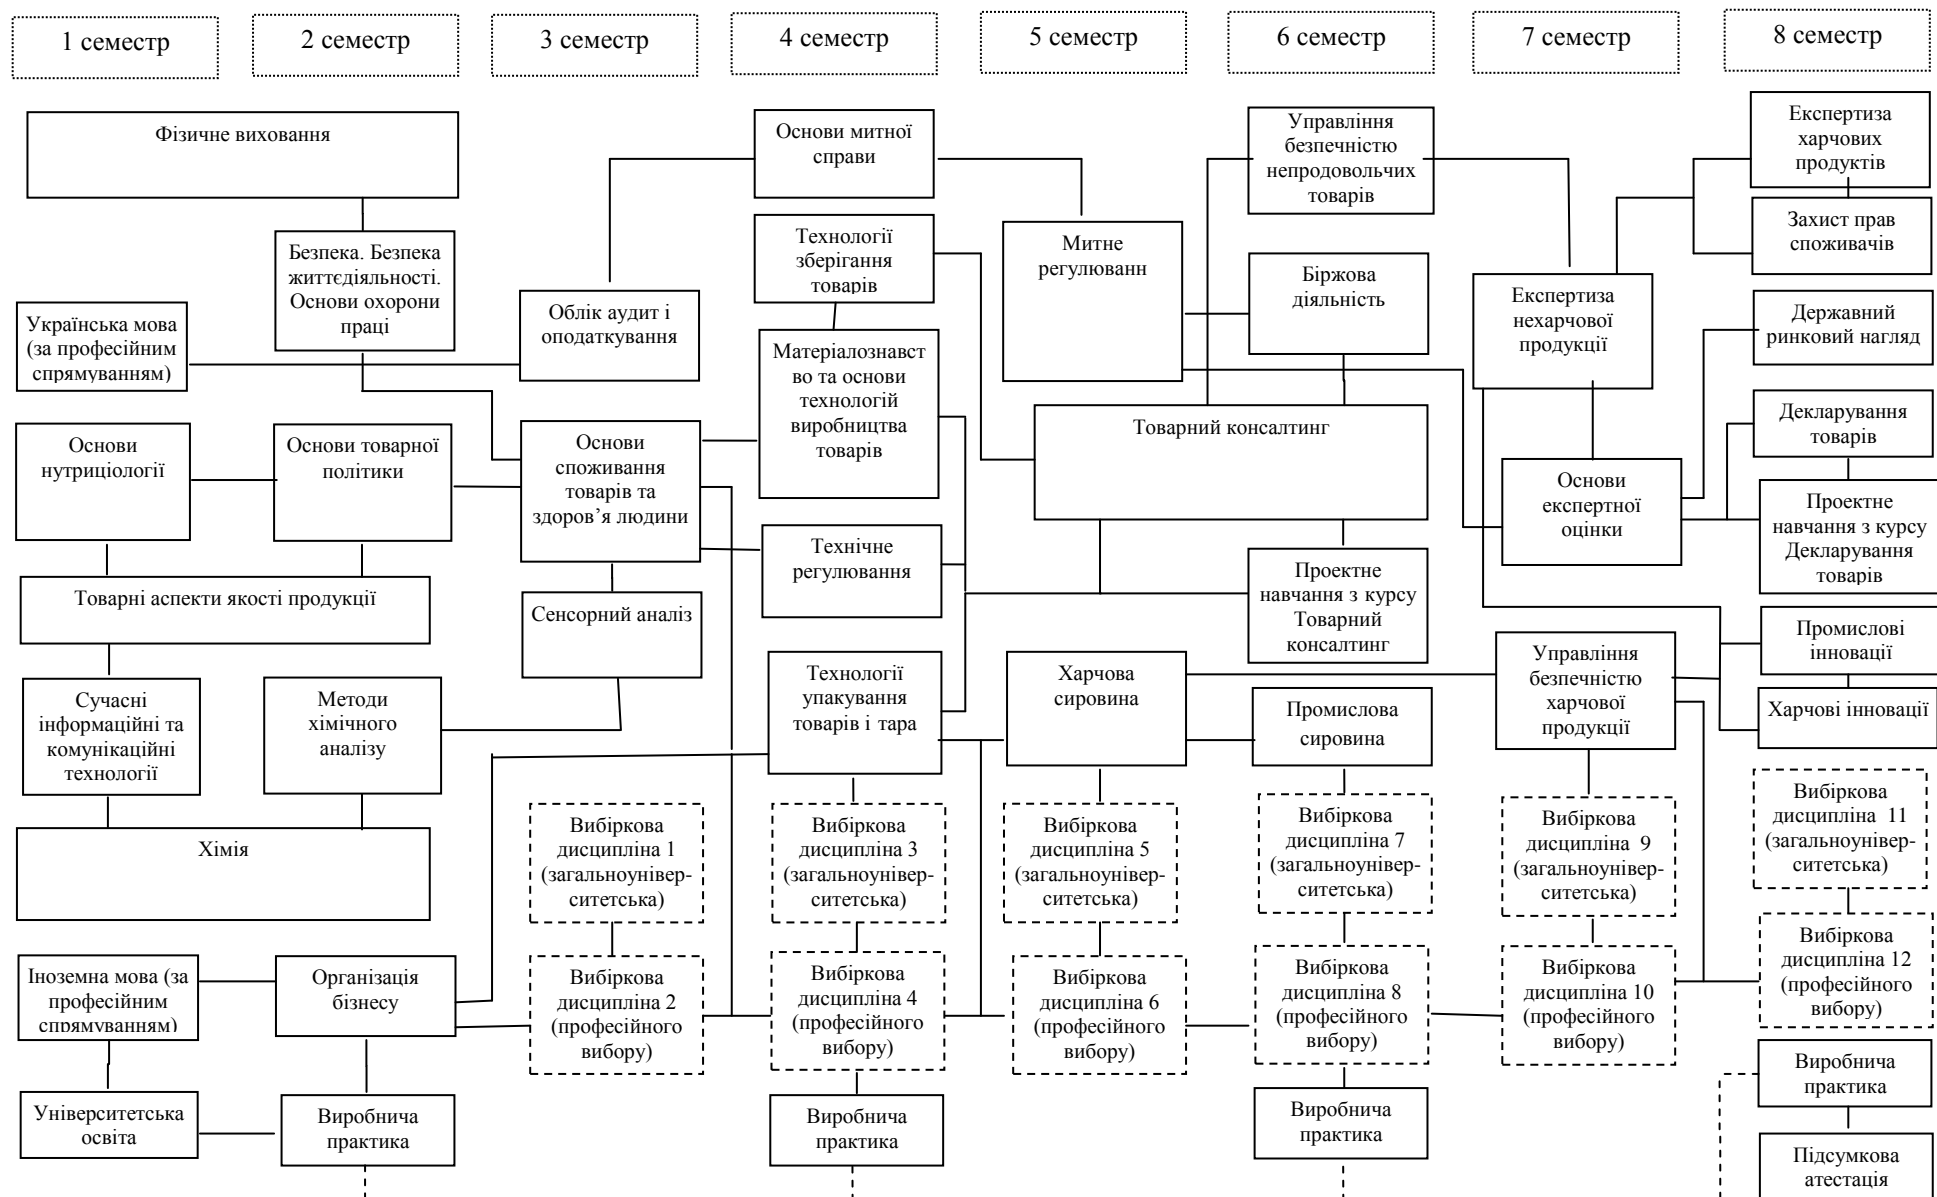 1 семестр
2 семестр
3 семестр
4 семестр
5 семестр
6 семестр
7 семестр
8 семестр
Фізичне виховання
Безпека. Безпека
життєдіяльності.
Основи охорони
праці
Українська мова
(за професійним
спрямуванням)
Основи
нутриціології
Основи товарної
політики
Товарні аспекти якості продукції
Сучасні
інформаційні та
комунікаційні
технології
Методи
хімічного
аналізу
Хімія
Іноземна мова (за
професійним
спрямуванням)
Організація
бізнесу
Університетська
освіта
Виробнича
практика
Облік аудит і
оподаткування
Основи
споживання
товарів та
здоров’я людини
Сенсорний аналіз
Вибіркова
дисципліна 1
(загальноунівер-
ситетська)
Вибіркова
дисципліна 2
(професійного
вибору)
Основи митної
справи
Технології
зберігання
товарів
Матеріалознавст
во та основи
технологій
виробництва
товарів
Технічне
регулювання
Технології
упакування
товарів і тара
Вибіркова
дисципліна 3
(загальноунівер-
ситетська)
Вибіркова
дисципліна 4
(професійного
вибору)
Виробнича
практика
Митне
регулюванн
Товарний консалтинг
Харчова
сировина
Вибіркова
дисципліна 5
(загальноунівер-
ситетська)
Вибіркова
дисципліна 6
(професійного
вибору)
Управління
безпечністю
непродовольчих
товарів
Біржова
діяльність
Проектне
навчання з курсу
Товарний
консалтинг
Промислова
сировина
Вибіркова
дисципліна 7
(загальноунівер-
ситетська)
Вибіркова
дисципліна 8
(професійного
вибору)
Виробнича
практика
Експертиза
нехарчової
продукції
Основи
експертної
оцінки
Управління
безпечністю
харчової
продукції
Вибіркова
дисципліна 9
(загальноунівер-
ситетська)
Вибіркова
дисципліна 10
(професійного
вибору)
Експертиза
харчових
продуктів
Захист прав
споживачів
Державний
ринковий нагляд
Декларування
товарів
Проектне
навчання з курсу
Декларування
товарів
Промислові
інновації
Харчові інновації
Вибіркова
дисципліна 11
(загальноунівер-
ситетська)
Вибіркова
дисципліна 12
(професійного
вибору)
Виробнича
практика
Підсумкова
атестація